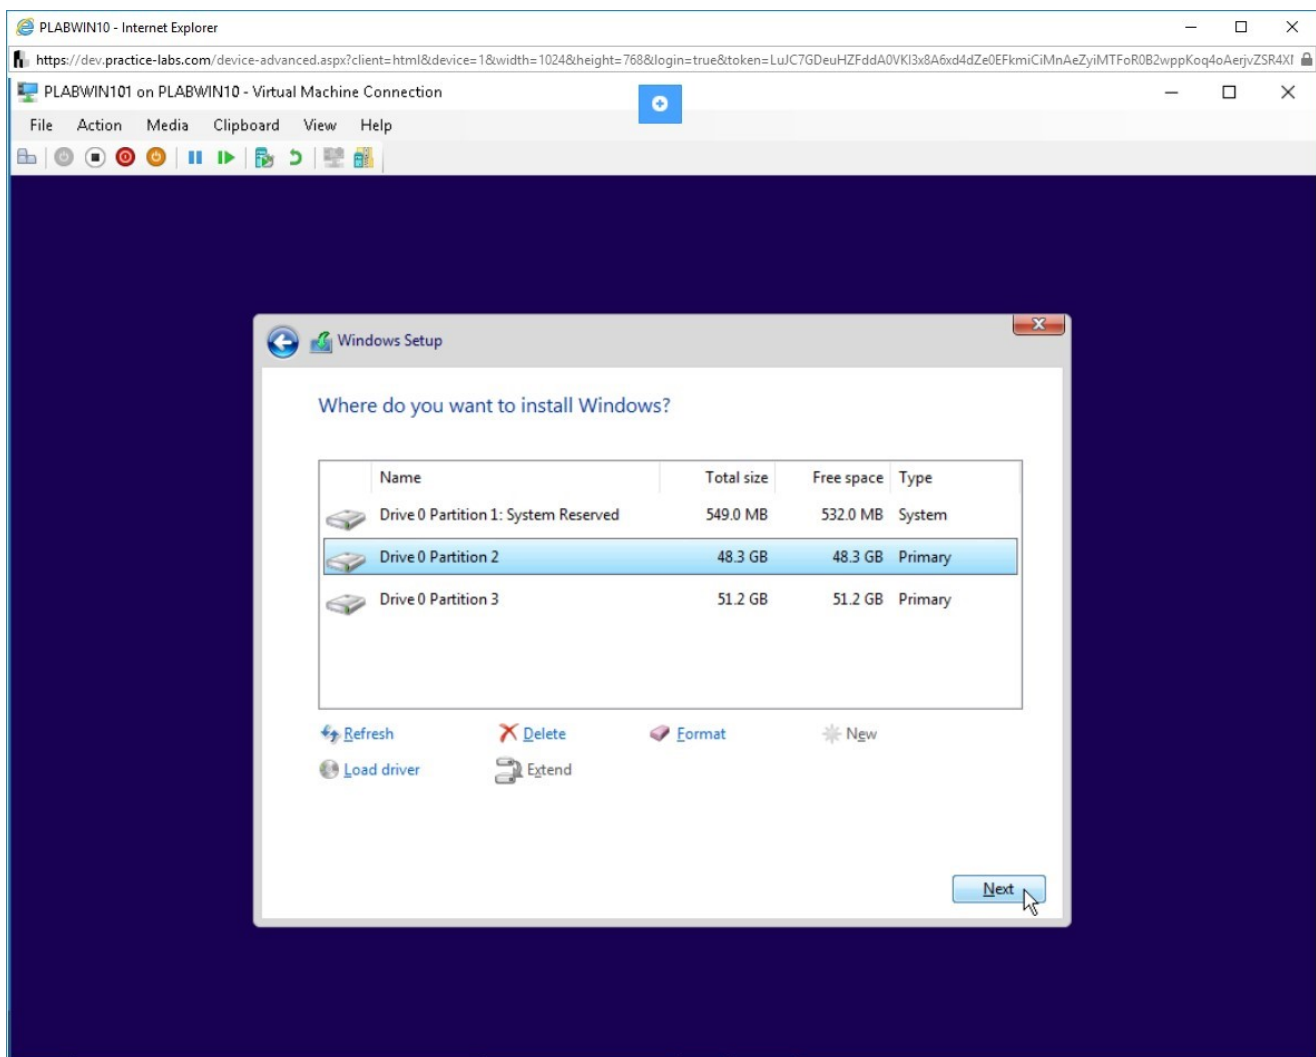 PLABWIN10 - Internet Explorer
https://dev.practice-labs.com/device-advanced.aspx?client=html&device=1&width=1024&height=768&login=true&token=
PLABWIN101 on PLABWIN10 - Virtual Machine Connection
File Action Media Clipboard View Help
Windows Setup
Where do you want to install Windows?
Name Total size Free space Type
Drive 0 Partition 1: System Reserved 549.0 MB 532.0 MB System
Drive 0 Partition 2 48.3 GB 48.3 GB Primary
Drive 0 Partition 3 51.2 GB 51.2 GB Primary
Refresh Delete Format New
Load driver Extend
Next